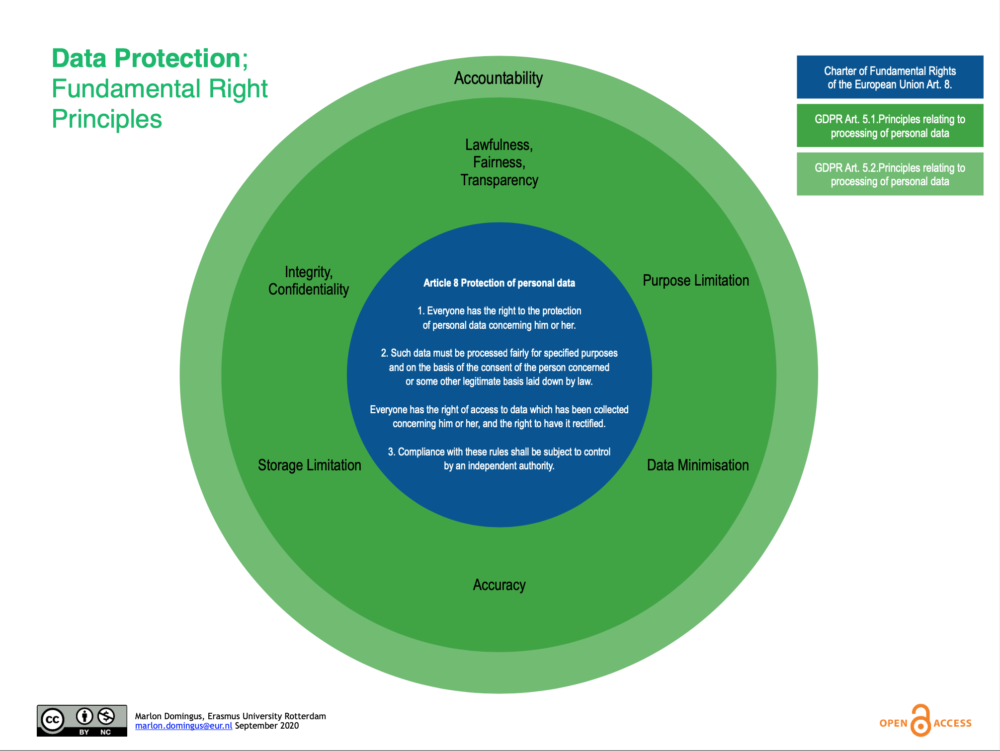 Data Protection;
Fundamental Right
Principles
Charter of Fundamental Rights
of the European Union Art. 8.
GDPR Art. 5.1.Principles relating to
processing of personal data
GDPR Art. 5.2.Principles relating to
processing of personal data
Accountability
Lawfulness,
Fairness,
Transparency
Integrity,
Confidentiality
Purpose Limitation
Article 8 Protection of personal data
1. Everyone has the right to the protection
of personal data concerning him or her.
2. Such data must be processed fairly for specified purposes
and on the basis of the consent of the person concerned
or some other legitimate basis laid down by law.
Everyone has the right of access to data which has been collected
concerning him or her, and the right to have it rectified.
3. Compliance with these rules shall be subject to control
by an independent authority.
Storage Limitation
Data Minimisation
Accuracy
cc
BY NC
Marlon Domingus, Erasmus University Rotterdam
marlon.domingus@eur.nl September 2020
OPEN ACCESS